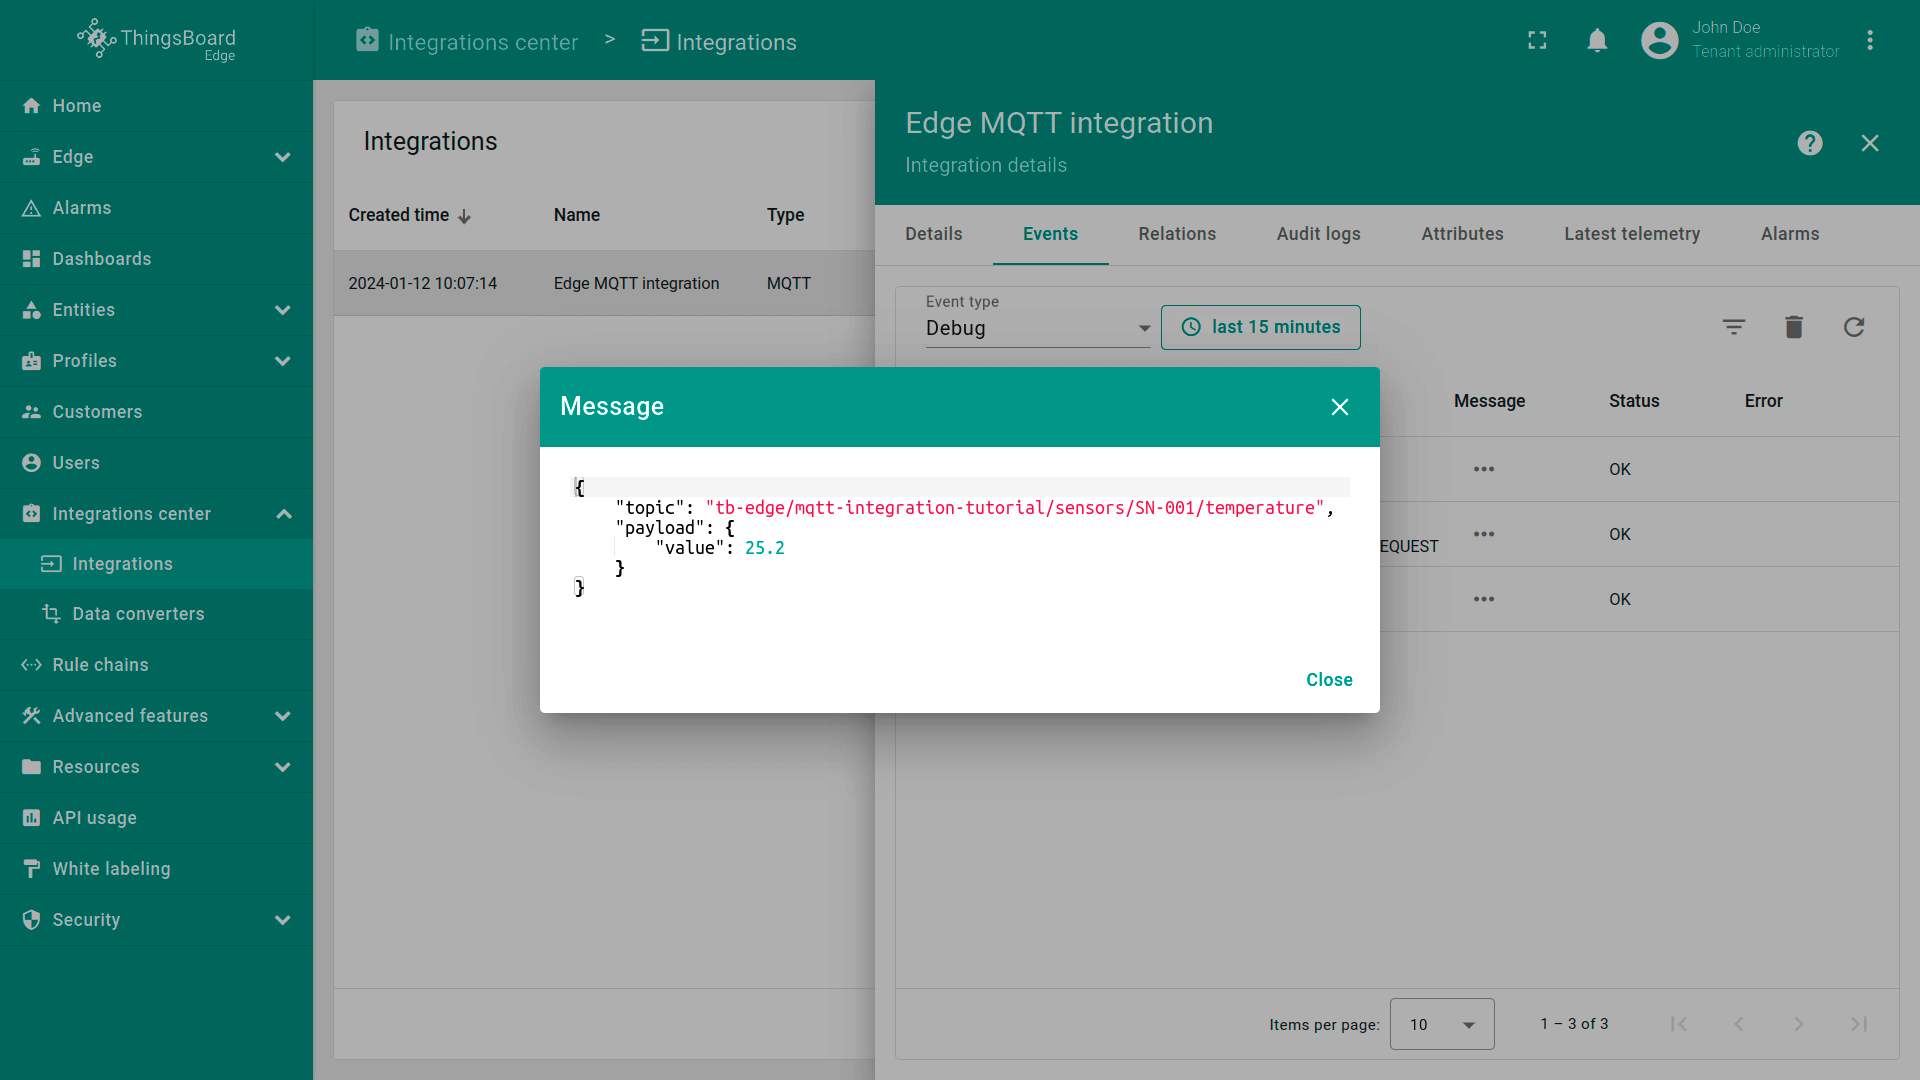 ThingsBoard
Edge
Integrations center > Integrations
John Doe
Tenant administrator
Home
Edge
Alarms
Dashboards
Entities
Profiles
Customers
Users
Integrations center
Integrations
Data converters
Rule chains
Advanced features
Resources
API usage
White labeling
Security
Integrations
Created time Name Type
2024-01-12 10:07:14 Edge MQTT integration MQTT
Edge MQTT integration
Integration details
Details Events Relations Audit logs Attributes Latest telemetry Alarms
Event type
Debug
last 15 minutes
Message Status Error
OK
EQUEST OK
OK
Items per page: 10 1 – 3 of 3
Message
{
"topic": "tb-edge/mqtt-integration-tutorial/sensors/SN-001/temperature",
"payload": {
"value": 25.2
}
}
Close